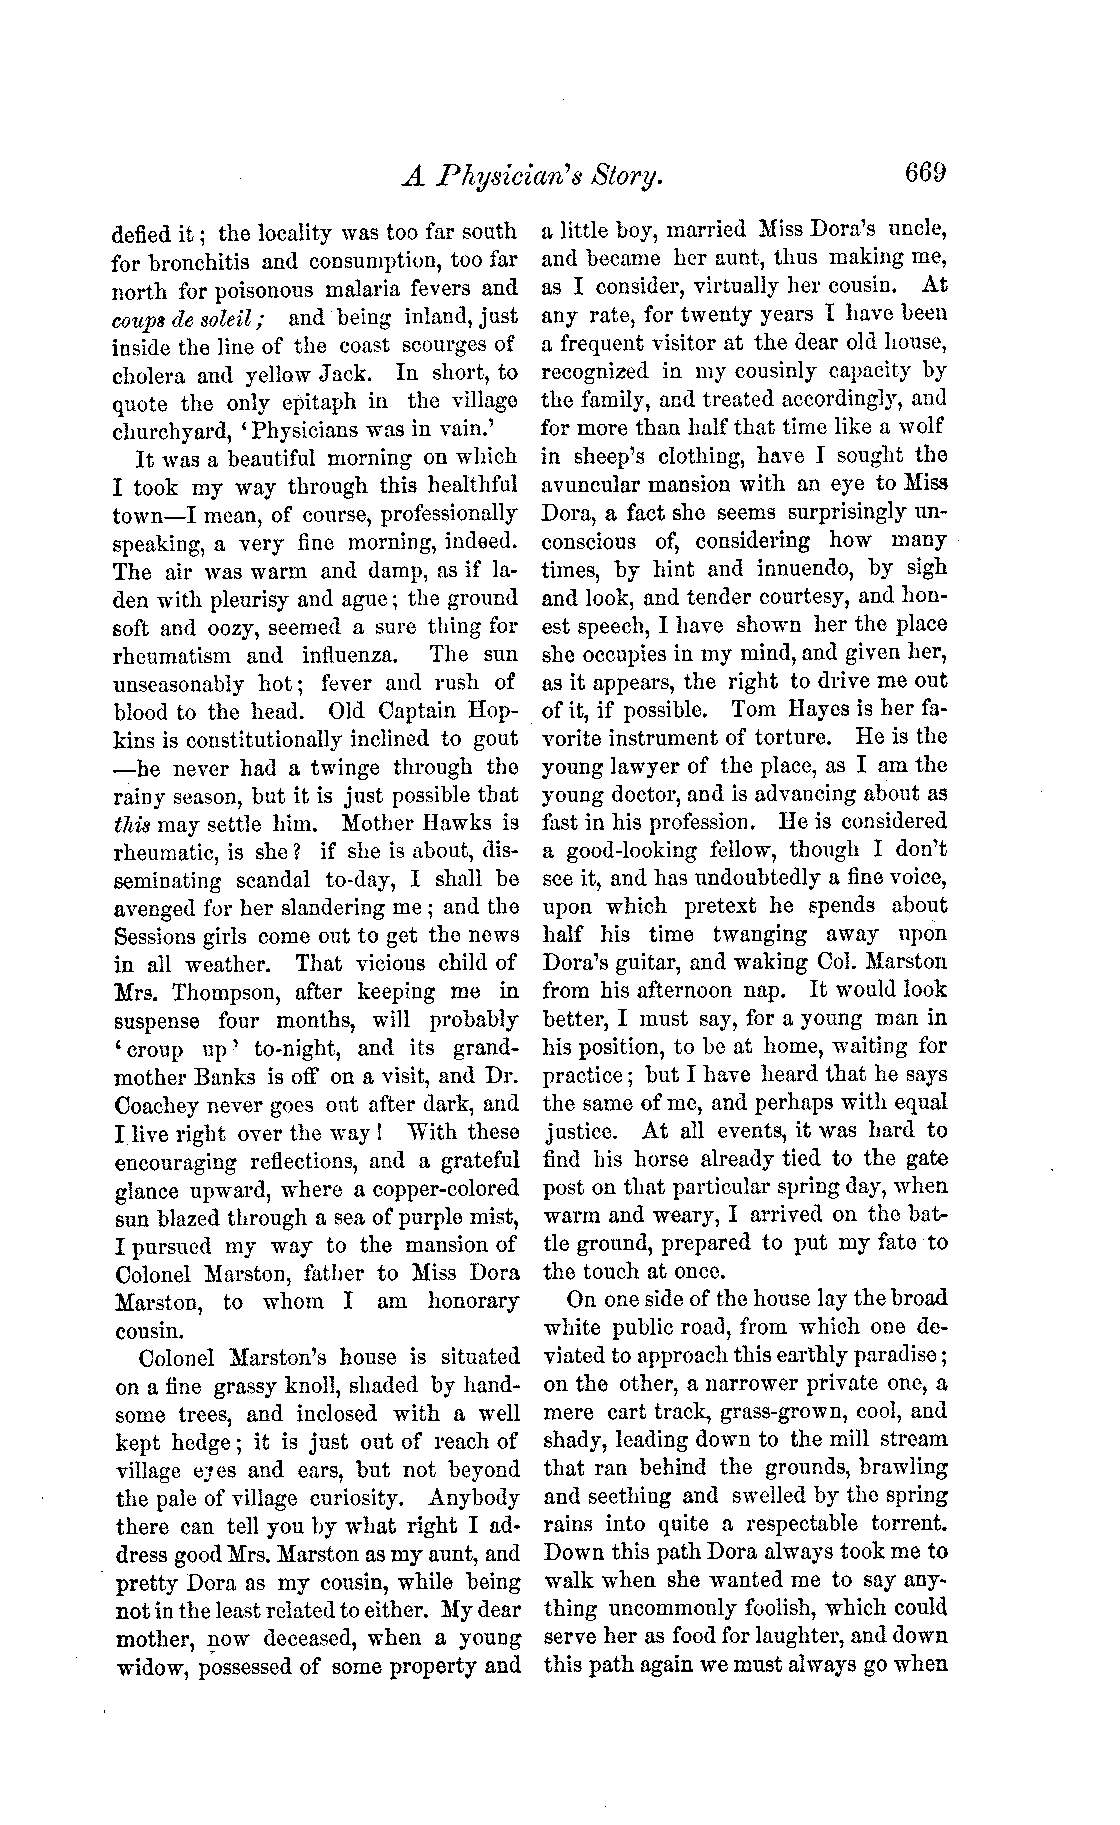 A Physician's Story.
669
defied it; the locality was too far south
for bronchitis and consumption, too far
north for poisonous malaria fevers and
coups de soleil; and being inland, just
inside the line of the coast scourges of
cholera and yellow Jack. In short, to
quote the only epitaph in the village
churchyard, 'Physicians was in vain.'
It was a beautiful morning on which
I took my way through this healthful
town—I mean, of course, professionally
speaking, a very fine morning, indeed.
The air was warm and damp, as if la-
den with pleurisy and ague; the ground
soft and oozy, seemed a sure thing for
rheumatism and influenza. The sun
unseasonably hot; fever and rush of
blood to the head. Old Captain Hop-
kins is constitutionally inclined to gout
—he never had a twinge through the
rainy season, but it is just possible that
this may settle him. Mother Hawks is
rheumatic, is she? if she is about, dis-
seminating scandal to-day, I shall be
avenged for her slandering me; and the
Sessions girls come out to get the news
in all weather. That vicious child of
Mrs. Thompson, after keeping me in
suspense four months, will probably
'croup up' to-night, and its grand-
mother Banks is off on a visit, and Dr.
Coachey never goes out after dark, and
I live right over the way! With these
encouraging reflections, and a grateful
glance upward, where a copper-colored
sun blazed through a sea of purple mist,
I pursued my way to the mansion of
Colonel Marston, father to Miss Dora
Marston, to whom I am honorary
cousin.
Colonel Marston's house is situated
on a fine grassy knoll, shaded by hand-
some trees, and inclosed with a well
kept hedge; it is just out of reach of
village eyes and ears, but not beyond
the pale of village curiosity. Anybody
there can tell you by what right I ad-
dress good Mrs. Marston as my aunt, and
pretty Dora as my cousin, while being
not in the least related to either. My dear
mother, now deceased, when a young
widow, possessed of some property and
a little boy, married Miss Dora's uncle,
and became her aunt, thus making me,
as I consider, virtually her cousin. At
any rate, for twenty years I have been
a frequent visitor at the dear old house,
recognized in my cousinly capacity by
the family, and treated accordingly, and
for more than half that time like a wolf
in sheep's clothing, have I sought the
avuncular mansion with an eye to Miss
Dora, a fact she seems surprisingly un-
conscious of, considering how many
times, by hint and innuendo, by sigh
and look, and tender courtesy, and hon-
est speech, I have shown her the place
she occupies in my mind, and given her,
as it appears, the right to drive me out
of it, if possible. Tom Hayes is her fa-
vorite instrument of torture. He is the
young lawyer of the place, as I am the
young doctor, and is advancing about as
fast in his profession. He is considered
a good-looking fellow, though I don't
see it, and has undoubtedly a fine voice,
upon which pretext he spends about
half his time twanging away upon
Dora's guitar, and waking Col. Marston
from his afternoon nap. It would look
better, I must say, for a young man in
his position, to be at home, waiting for
practice; but I have heard that he says
the same of me, and perhaps with equal
justice. At all events, it was hard to
find his horse already tied to the gate
post on that particular spring day, when
warm and weary, I arrived on the bat-
tle ground, prepared to put my fate to
the touch at once.
On one side of the house lay the broad
white public road, from which one de-
viated to approach this earthly paradise;
on the other, a narrower private one, a
mere cart track, grass-grown, cool, and
shady, leading down to the mill stream
that ran behind the grounds, brawling
and seething and swelled by the spring
rains into quite a respectable torrent.
Down this path Dora always took me to
walk when she wanted me to say any-
thing uncommonly foolish, which could
serve her as food for laughter, and down
this path again we must always go when